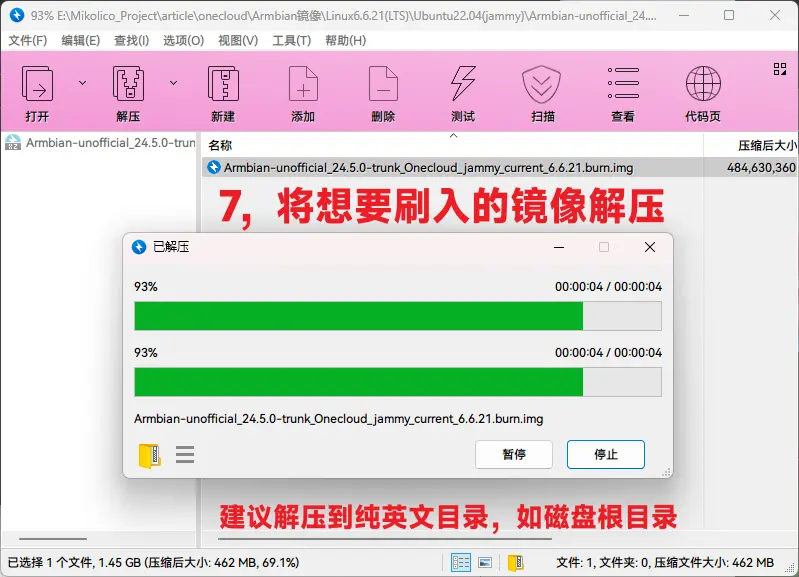 93% E:\Mikolico_Project\article\onecloud\Armbian镜像\Linux6.6.21(LTS)\Ubuntu22.04(jammy)\Armbian-unofficial_24....
文件(F) 编辑(E) 查找(I) 选项(O) 视图(V) 工具(T) 帮助(H)
打开 解压 新建 添加 删除 测试 扫描 查看 代码页
Armbian-unofficial_24.5.0-trun
名称 压缩后大小
Armbian-unofficial_24.5.0-trunk_Onecloud_jammy_current_6.6.21.burn.img 484,630,360
7，将想要刷入的镜像解压
已解压
93% 00:00:04 / 00:00:04
93% 00:00:04 / 00:00:04
Armbian-unofficial_24.5.0-trunk_Onecloud_jammy_current_6.6.21.burn.img
暂停 停止
建议解压到纯英文目录，如磁盘根目录
已选择 1 个文件, 1.45 GB (压缩后大小: 462 MB, 69.1%) 文件: 1, 文件夹: 0, 压缩文件大小: 462 MB